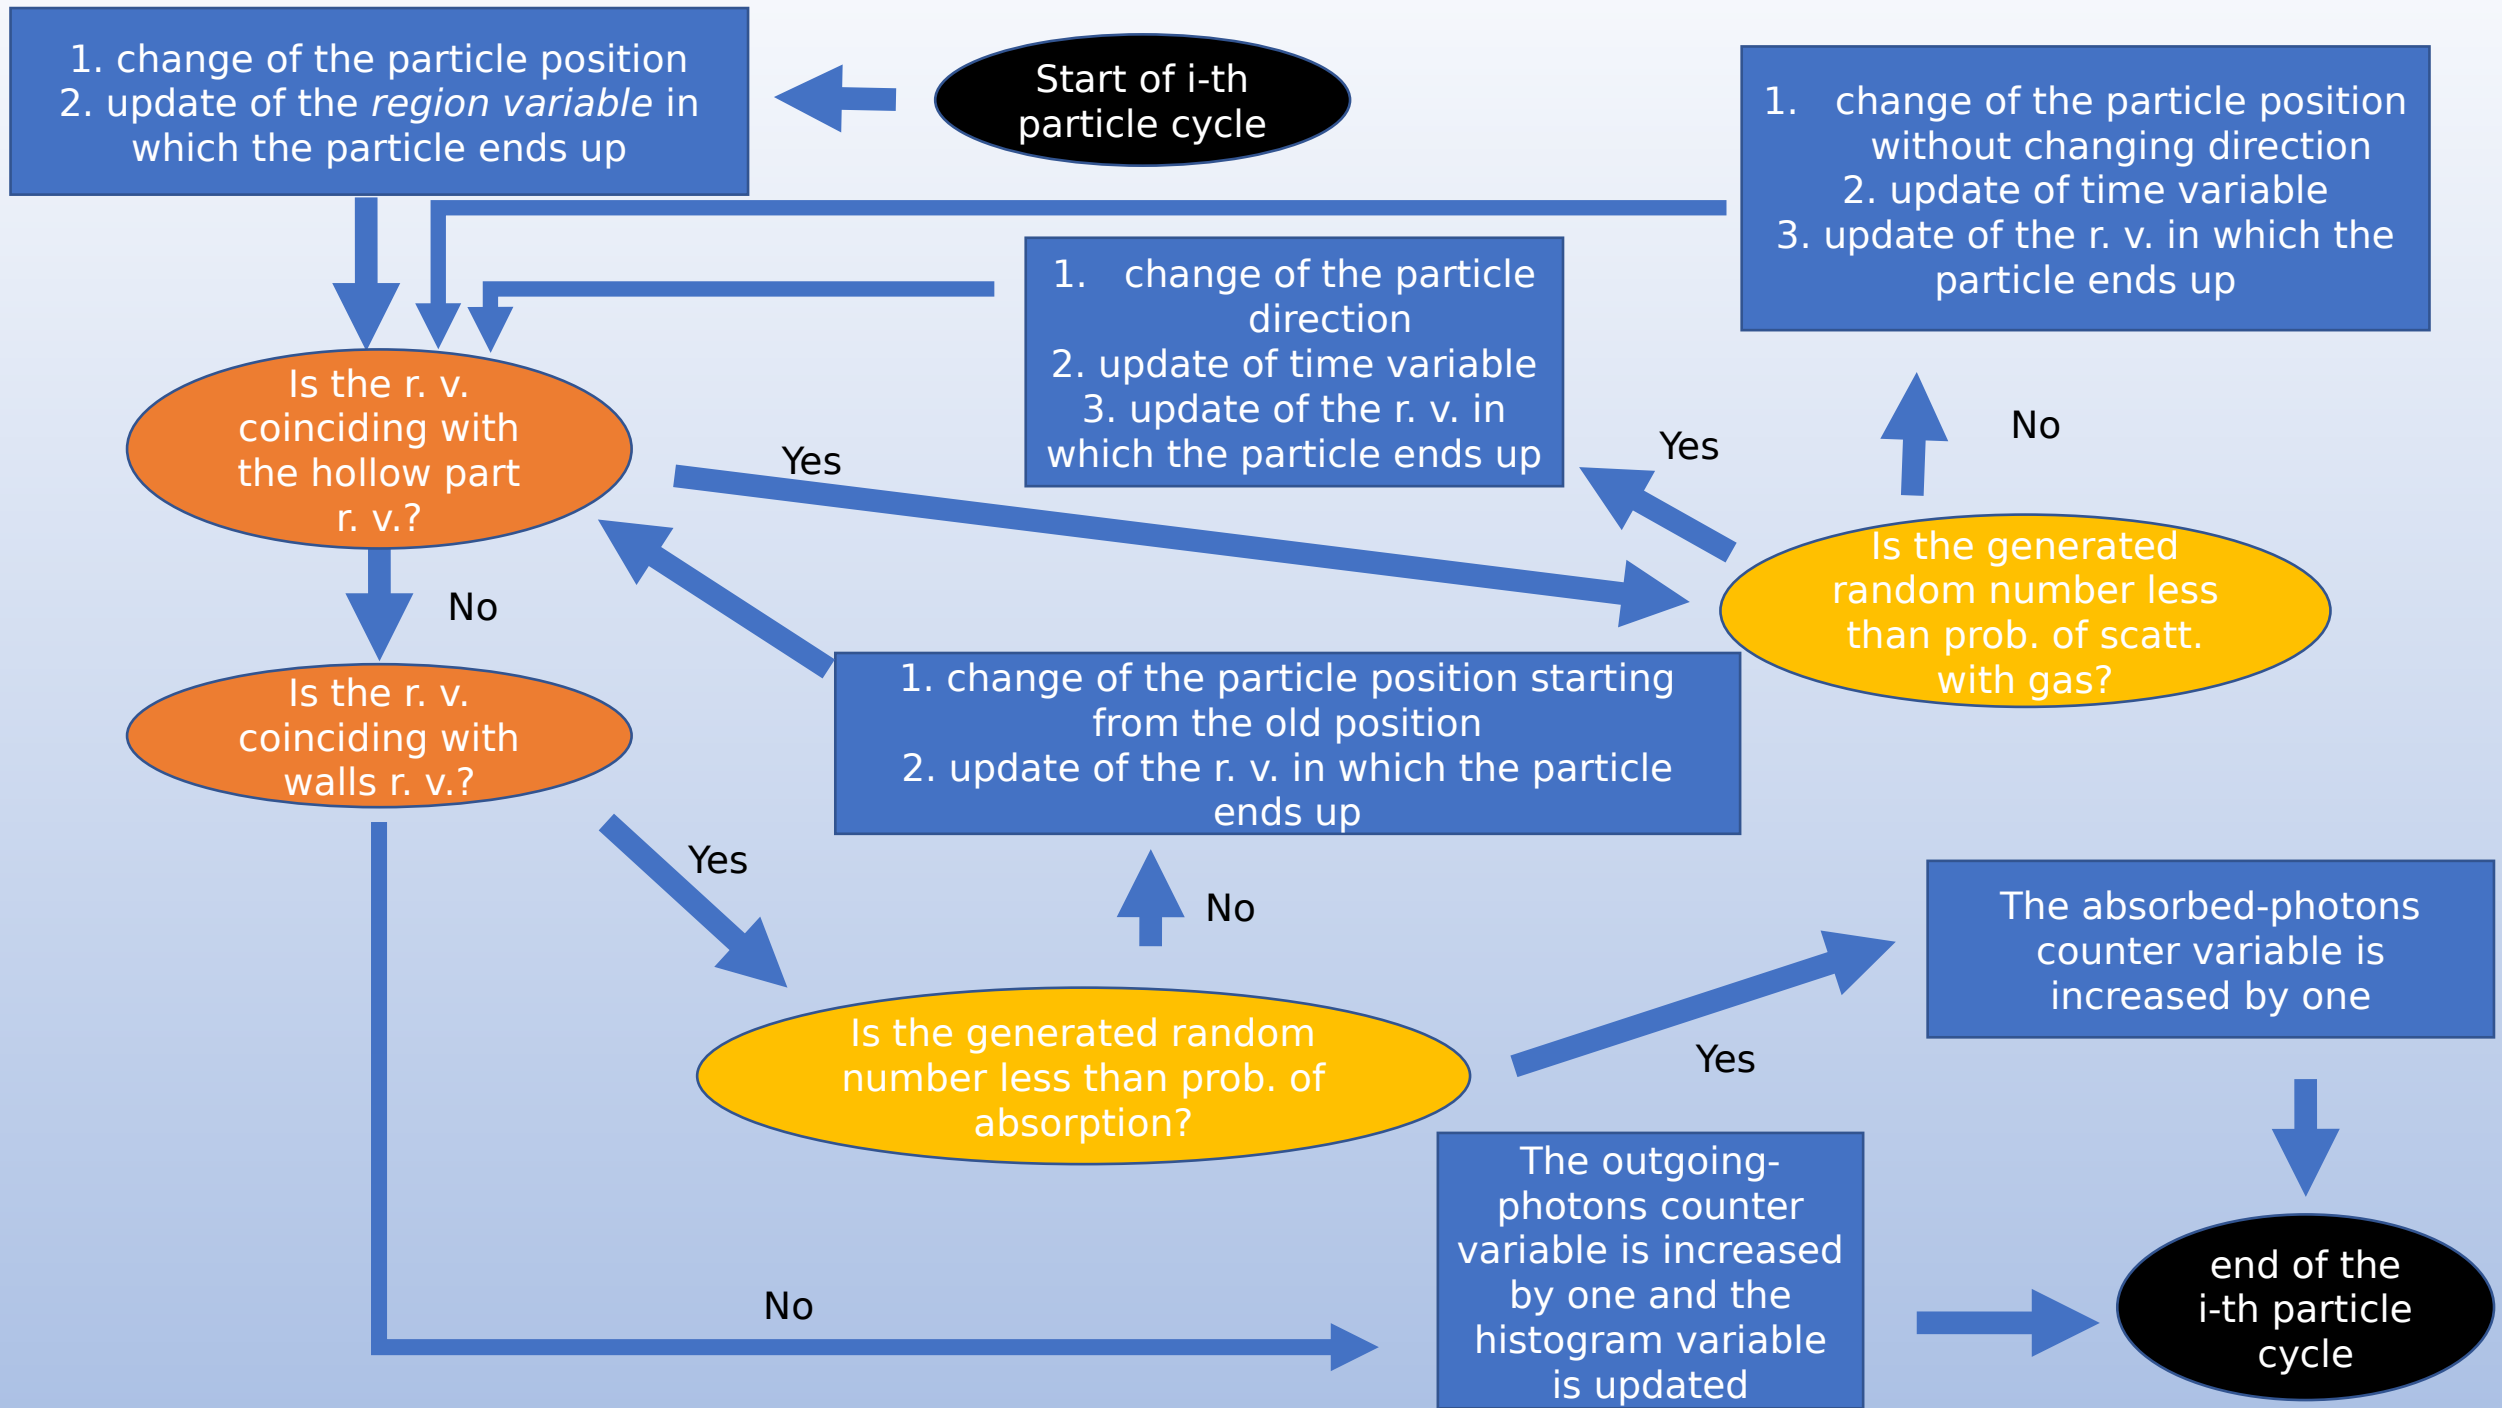 1. change of the particle position
2. update of the region variable in
which the particle ends up
Start of i-th
particle cycle
1. change of the particle position
without changing direction
2. update of time variable
3. update of the r. v. in which the
particle ends up
1. change of the particle
direction
2. update of time variable
3. update of the r. v. in
which the particle ends up
Is the r. v.
coinciding with
the hollow part
r. v.?
Yes
Yes
No
Is the generated
random number less
than prob. of scatt.
with gas?
No
Is the r. v.
coinciding with
walls r. v.?
1. change of the particle position starting
from the old position
2. update of the r. v. in which the particle
ends up
Yes
No
The absorbed-photons
counter variable is
increased by one
Is the generated random
number less than prob. of
absorption?
Yes
The outgoing-
photons counter
variable is increased
by one and the
histogram variable
is updated
No
end of the
i-th particle
cycle